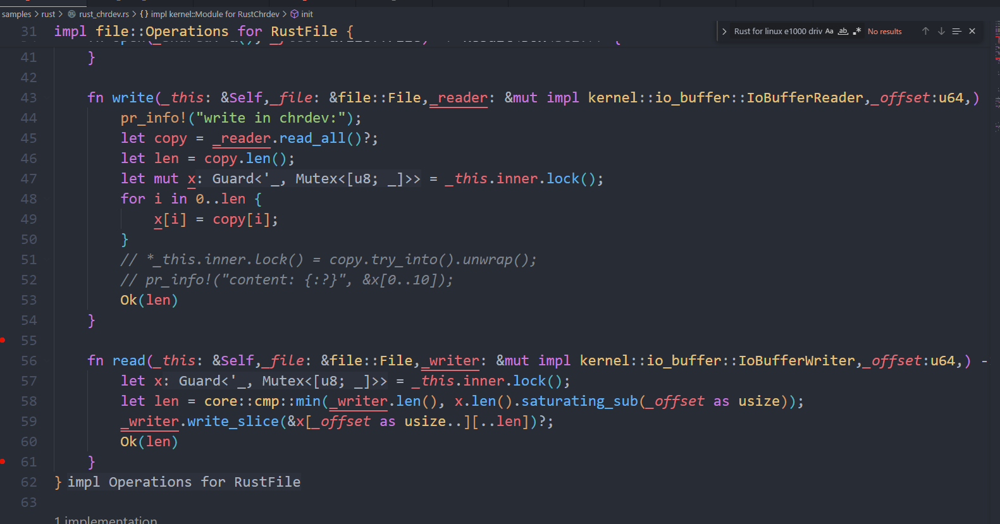 samples > rust > rust_chrdev.rs > {} impl kernel::Module for RustChrdev > init
Rust for linux e1000 driv Aa ab .* No results
31 impl file::Operations for RustFile {
41 }
42
43 fn write(_this: &Self,_file: &file::File,_reader: &mut impl kernel::io_buffer::IoBufferReader,_offset:u64,)
44 pr_info!("write in chrdev:");
45 let copy = _reader.read_all()?;
46 let len = copy.len();
47 let mut x: Guard<'_, Mutex<[u8; _]>> = _this.inner.lock();
48 for i in 0..len {
49 x[i] = copy[i];
50 }
51 // *_this.inner.lock() = copy.try_into().unwrap();
52 // pr_info!("content: {:?}", &x[0..10]);
53 Ok(len)
54 }
55
56 fn read(_this: &Self,_file: &file::File,_writer: &mut impl kernel::io_buffer::IoBufferWriter,_offset:u64,) -
57 let x: Guard<'_, Mutex<[u8; _]>> = _this.inner.lock();
58 let len = core::cmp::min(_writer.len(), x.len().saturating_sub(_offset as usize));
59 _writer.write_slice(&x[_offset as usize..][..len])?;
60 Ok(len)
61 }
62 } impl Operations for RustFile
63
1 implementation